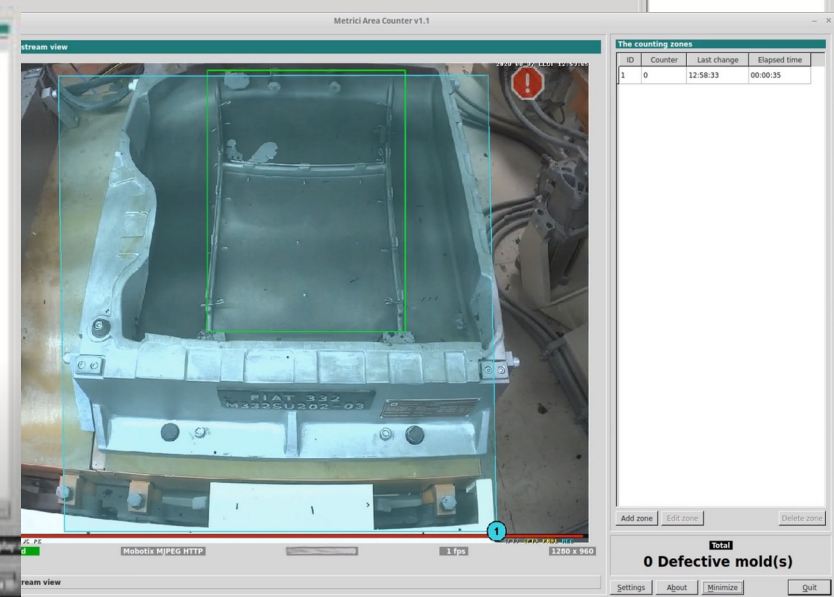 Metrici Area Counter v1.1
stream view
The counting zones
ID Counter Last change Elapsed time
1 0 12:58:33 00:00:35
FIAT 332
M332SU202-03
1
d Mobotix MJPEG HTTP 1 fps 1280 x 960
Add zone Edit zone Delete zone
Total
0 Defective mold(s)
ream view
Settings About Minimize Quit